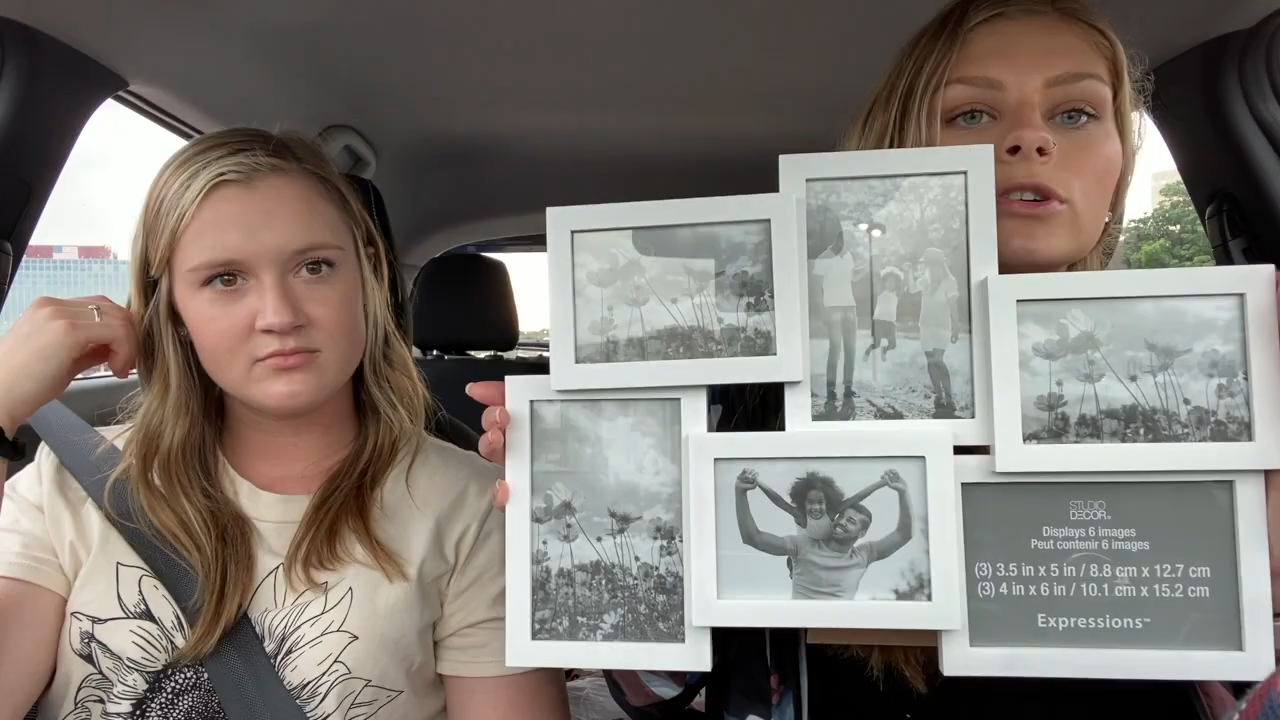 STUDIO
DECOR
Displays 6 images
Peut contenir 6 images
(3) 3.5 in x 5 in / 8.8 cm x 12.7 cm
(3) 4 in x 6 in / 10.1 cm x 15.2 cm
Expressions™